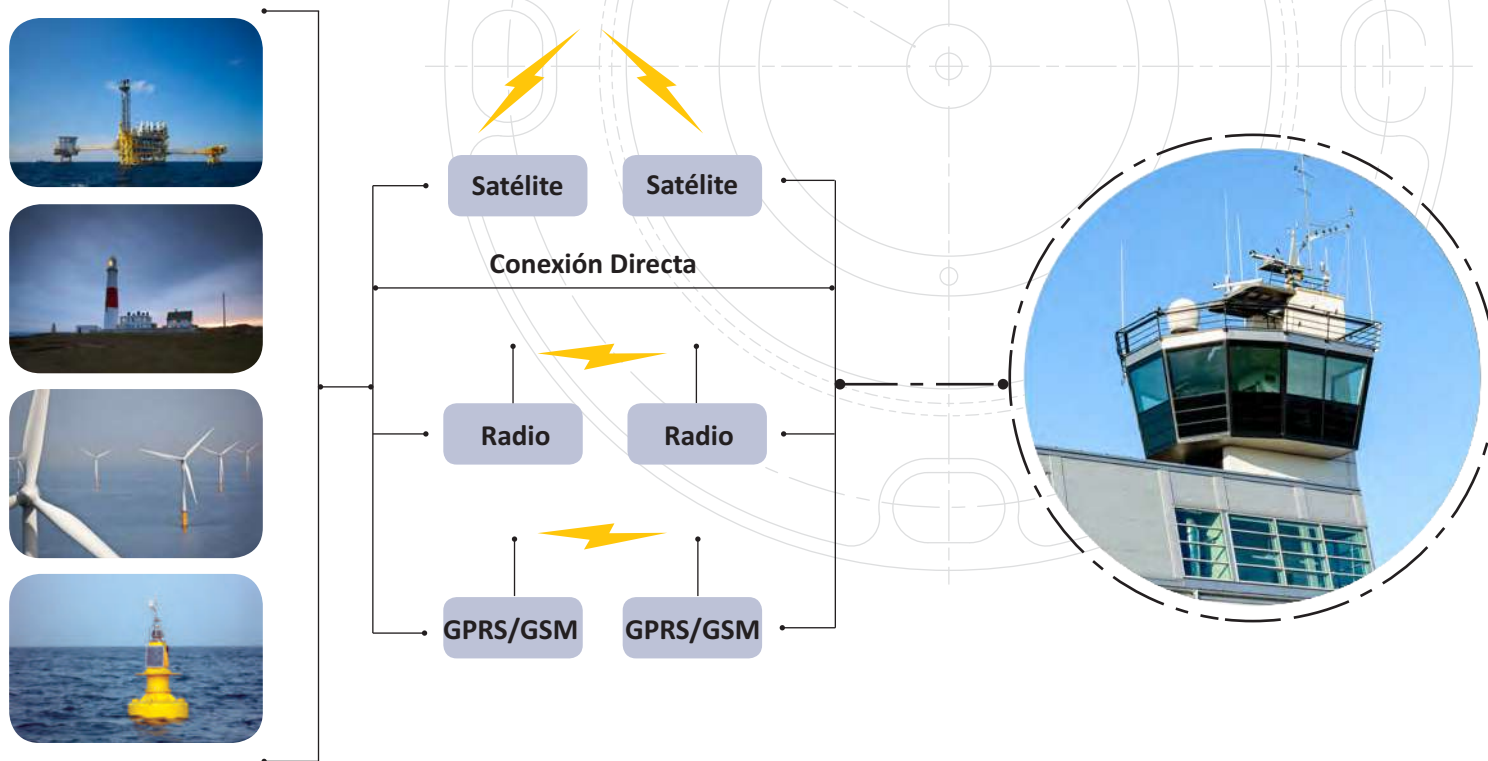 Satélite
Satélite
Conexión Directa
Radio
Radio
GPRS/GSM
GPRS/GSM